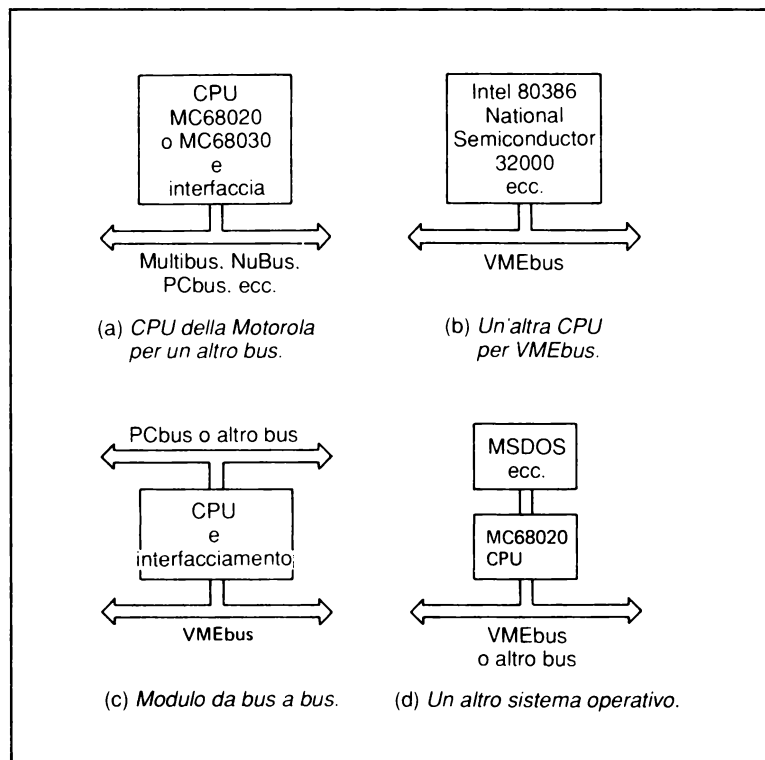 CPU
MC68020
o MC68030
e
interfaccia
Multibus. NuBus.
PCbus. ecc.
(a) CPU della Motorola
per un altro bus.
Intel 80386
National
Semiconductor
32000
ecc.
VMEbus
(b) Un'altra CPU
per VMEbus.
PCbus o altro bus
CPU
e
interfacciamento
VMEbus
(c) Modulo da bus a bus.
MSDOS
ecc.
MC68020
CPU
VMEbus
o altro bus
(d) Un altro sistema operativo.